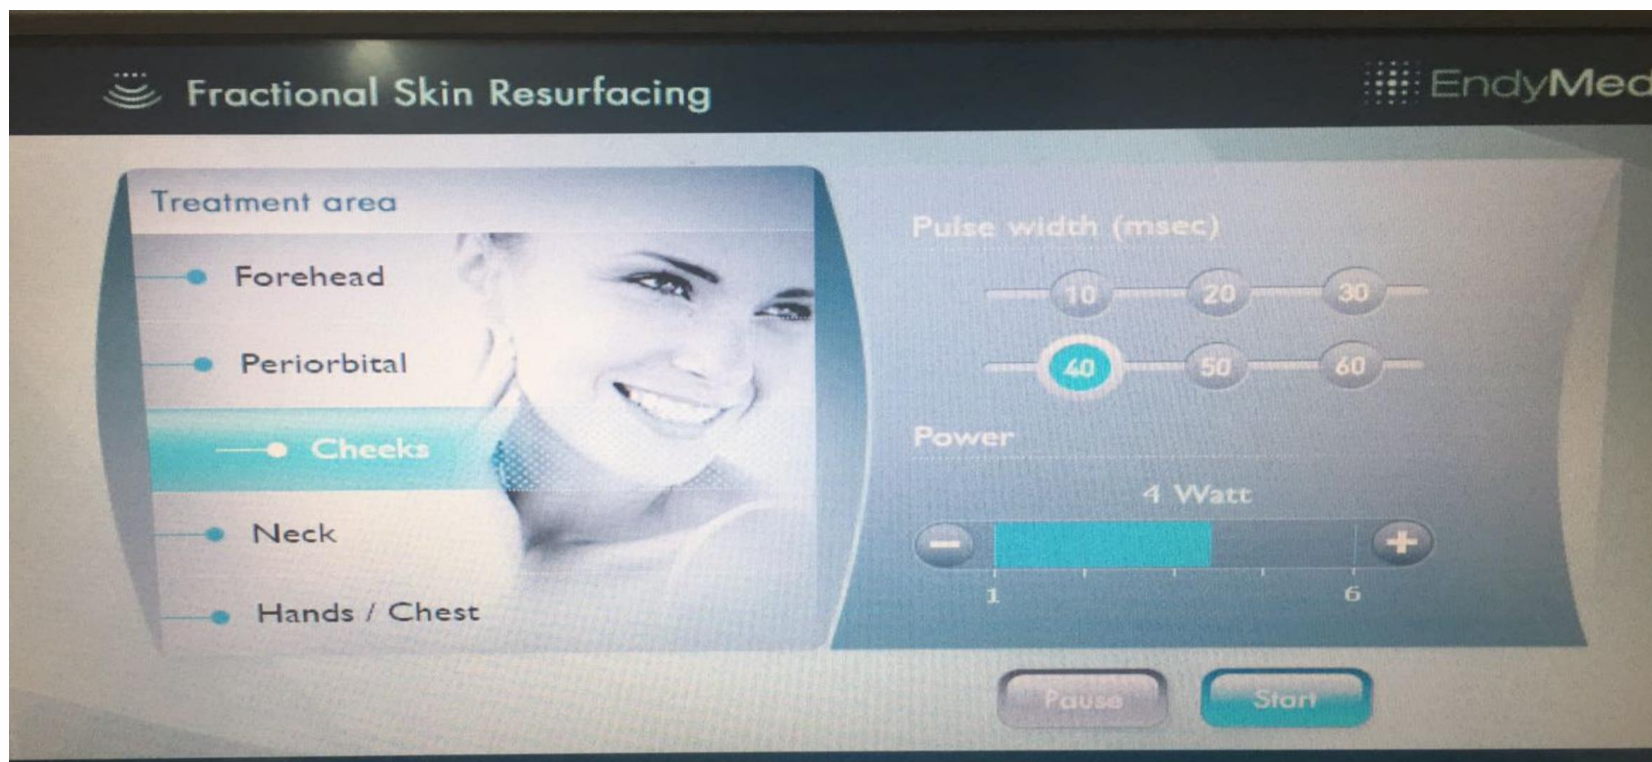 Fractional Skin Resurfacing
EndyMed
Treatment area
Forehead
Periorbital
Cheeks
Neck
Hands / Chest
Pulse width (msec)
10 20 30
40 50 60
Power
4 Watt
− +
1 6
Pause Start